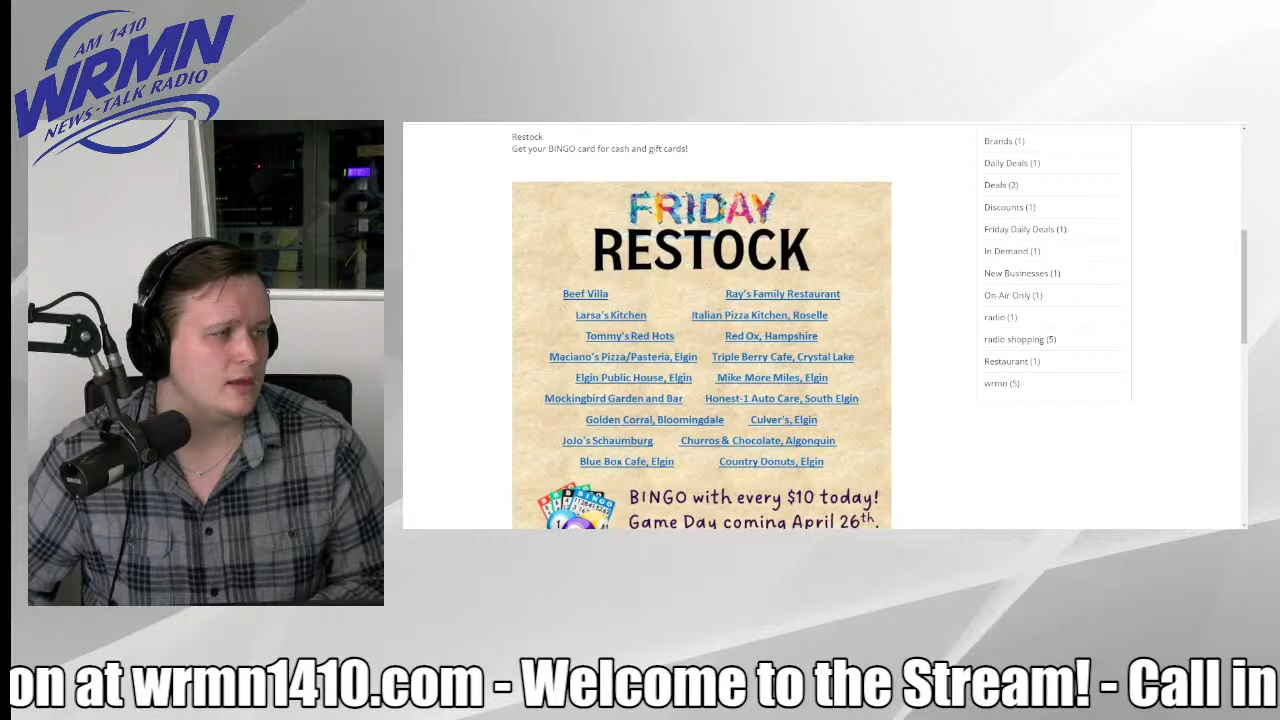 AM 1410
WRMN
NEWS-TALK RADIO
Restock
Get your BINGO card for cash and gift cards!
FRIDAY
RESTOCK
Beef Villa Ray's Family Restaurant
Larsa's Kitchen Italian Pizza Kitchen, Roselle
Tommy's Red Hots Red Ox, Hampshire
Maciano's Pizza/Pasteria, Elgin Triple Berry Cafe, Crystal Lake
Elgin Public House, Elgin Mike More Miles, Elgin
Mockingbird Garden and Bar Honest-1 Auto Care, South Elgin
Golden Corral, Bloomingdale Culver's, Elgin
JoJo's Schaumburg Churros & Chocolate, Algonquin
Blue Box Cafe, Elgin Country Donuts, Elgin
BINGO with every $10 today!
Game Day coming April 26th.
Brands (1)
Daily Deals (1)
Deals (2)
Discounts (1)
Friday Daily Deals (1)
In Demand (1)
New Businesses (1)
On-Air Only (1)
radio (1)
radio shopping (5)
Restaurant (1)
wrmn (5)
on at wrmn1410.com - Welcome to the Stream! - Call in